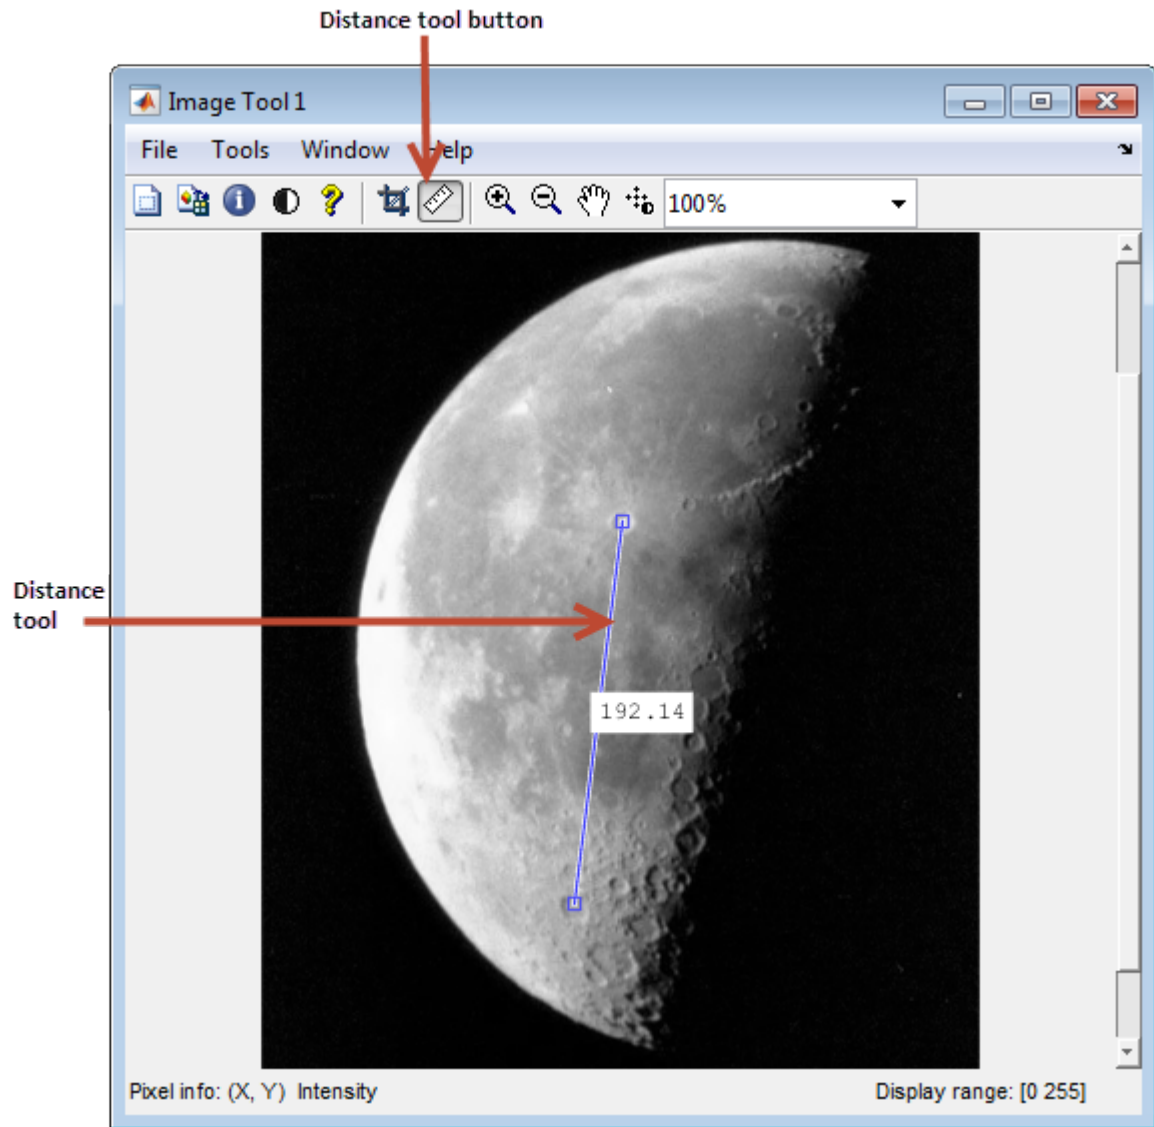 Distance tool button
Image Tool 1
File Tools Window Help
100%
Distance
tool
192.14
Pixel info: (X, Y) Intensity
Display range: [0 255]